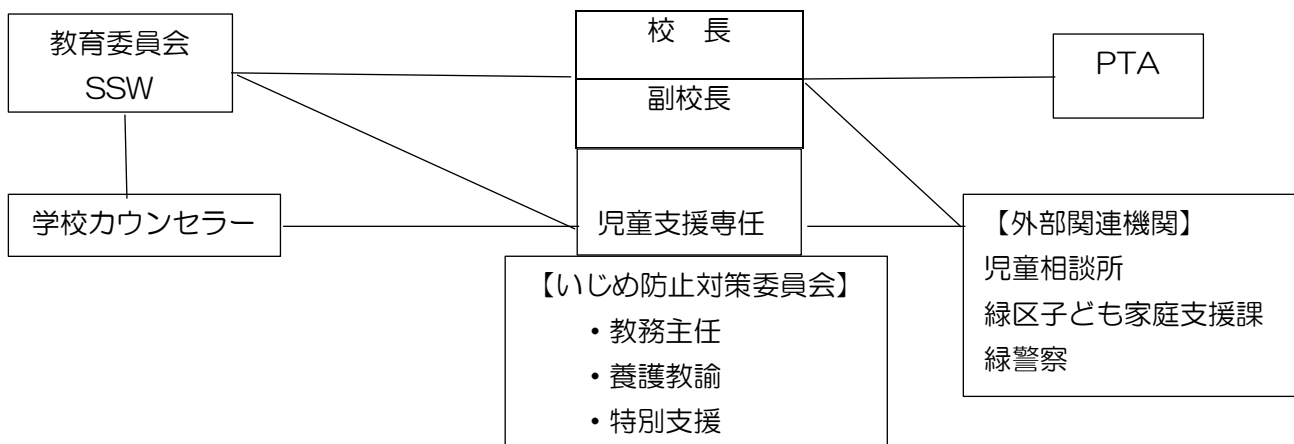 教育委員会
SSW
校　長
副校長
PTA
学校カウンセラー
児童支援専任
【外部関連機関】
児童相談所
緑区子ども家庭支援課
緑警察
【いじめ防止対策委員会】
・教務主任
・養護教諭
・特別支援